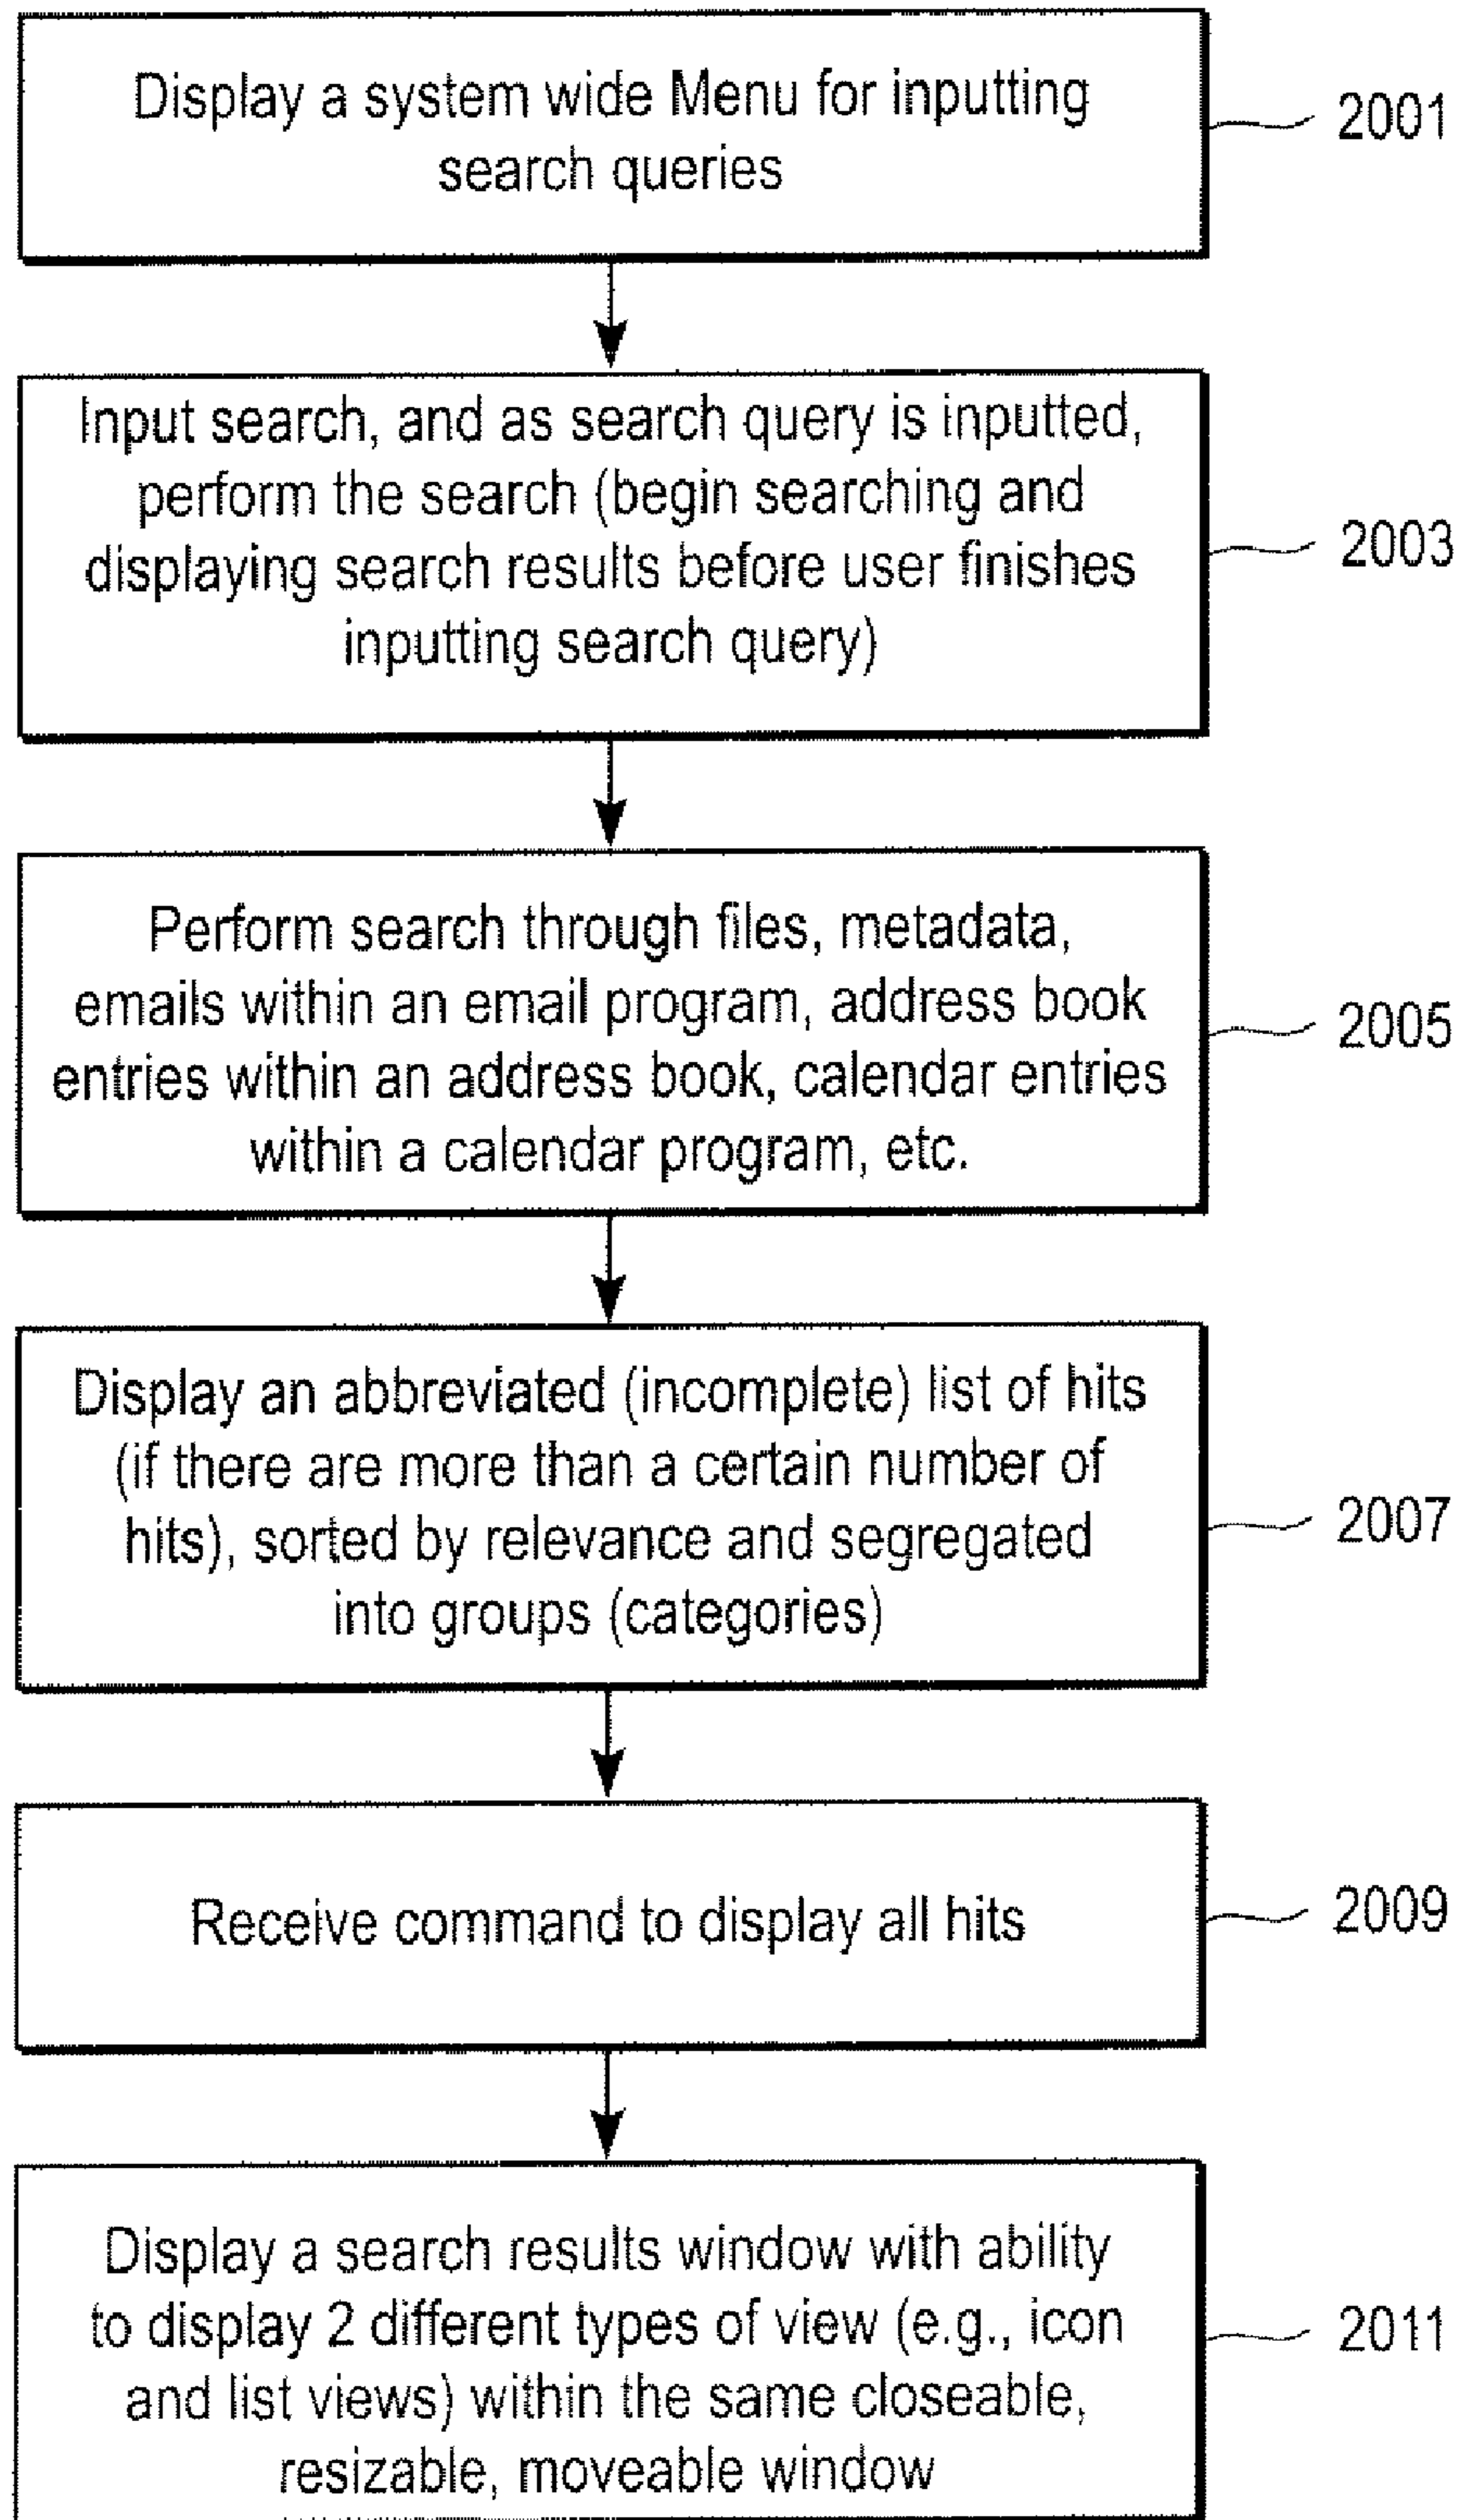 Display a system wide Menu for inputting
search queries
2001
Input search, and as search query is inputted,
perform the search (begin searching and
displaying search results before user finishes
inputting search query)
2003
Perform search through files, metadata,
emails within an email program, address book
entries within an address book, calendar entries
within a calendar program, etc.
2005
Display an abbreviated (incomplete) list of hits
(if there are more than a certain number of
hits), sorted by relevance and segregated
into groups (categories)
2007
Receive command to display all hits
2009
Display a search results window with ability
to display 2 different types of view (e.g., icon
and list views) within the same closeable,
resizable, moveable window
2011